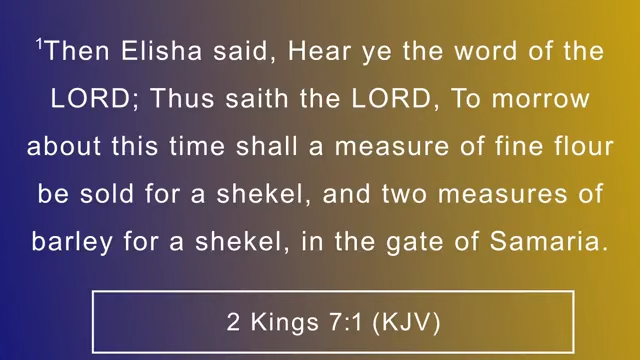 ¹Then Elisha said, Hear ye the word of the
LORD; Thus saith the LORD, To morrow
about this time shall a measure of fine flour
be sold for a shekel, and two measures of
barley for a shekel, in the gate of Samaria.
2 Kings 7:1 (KJV)